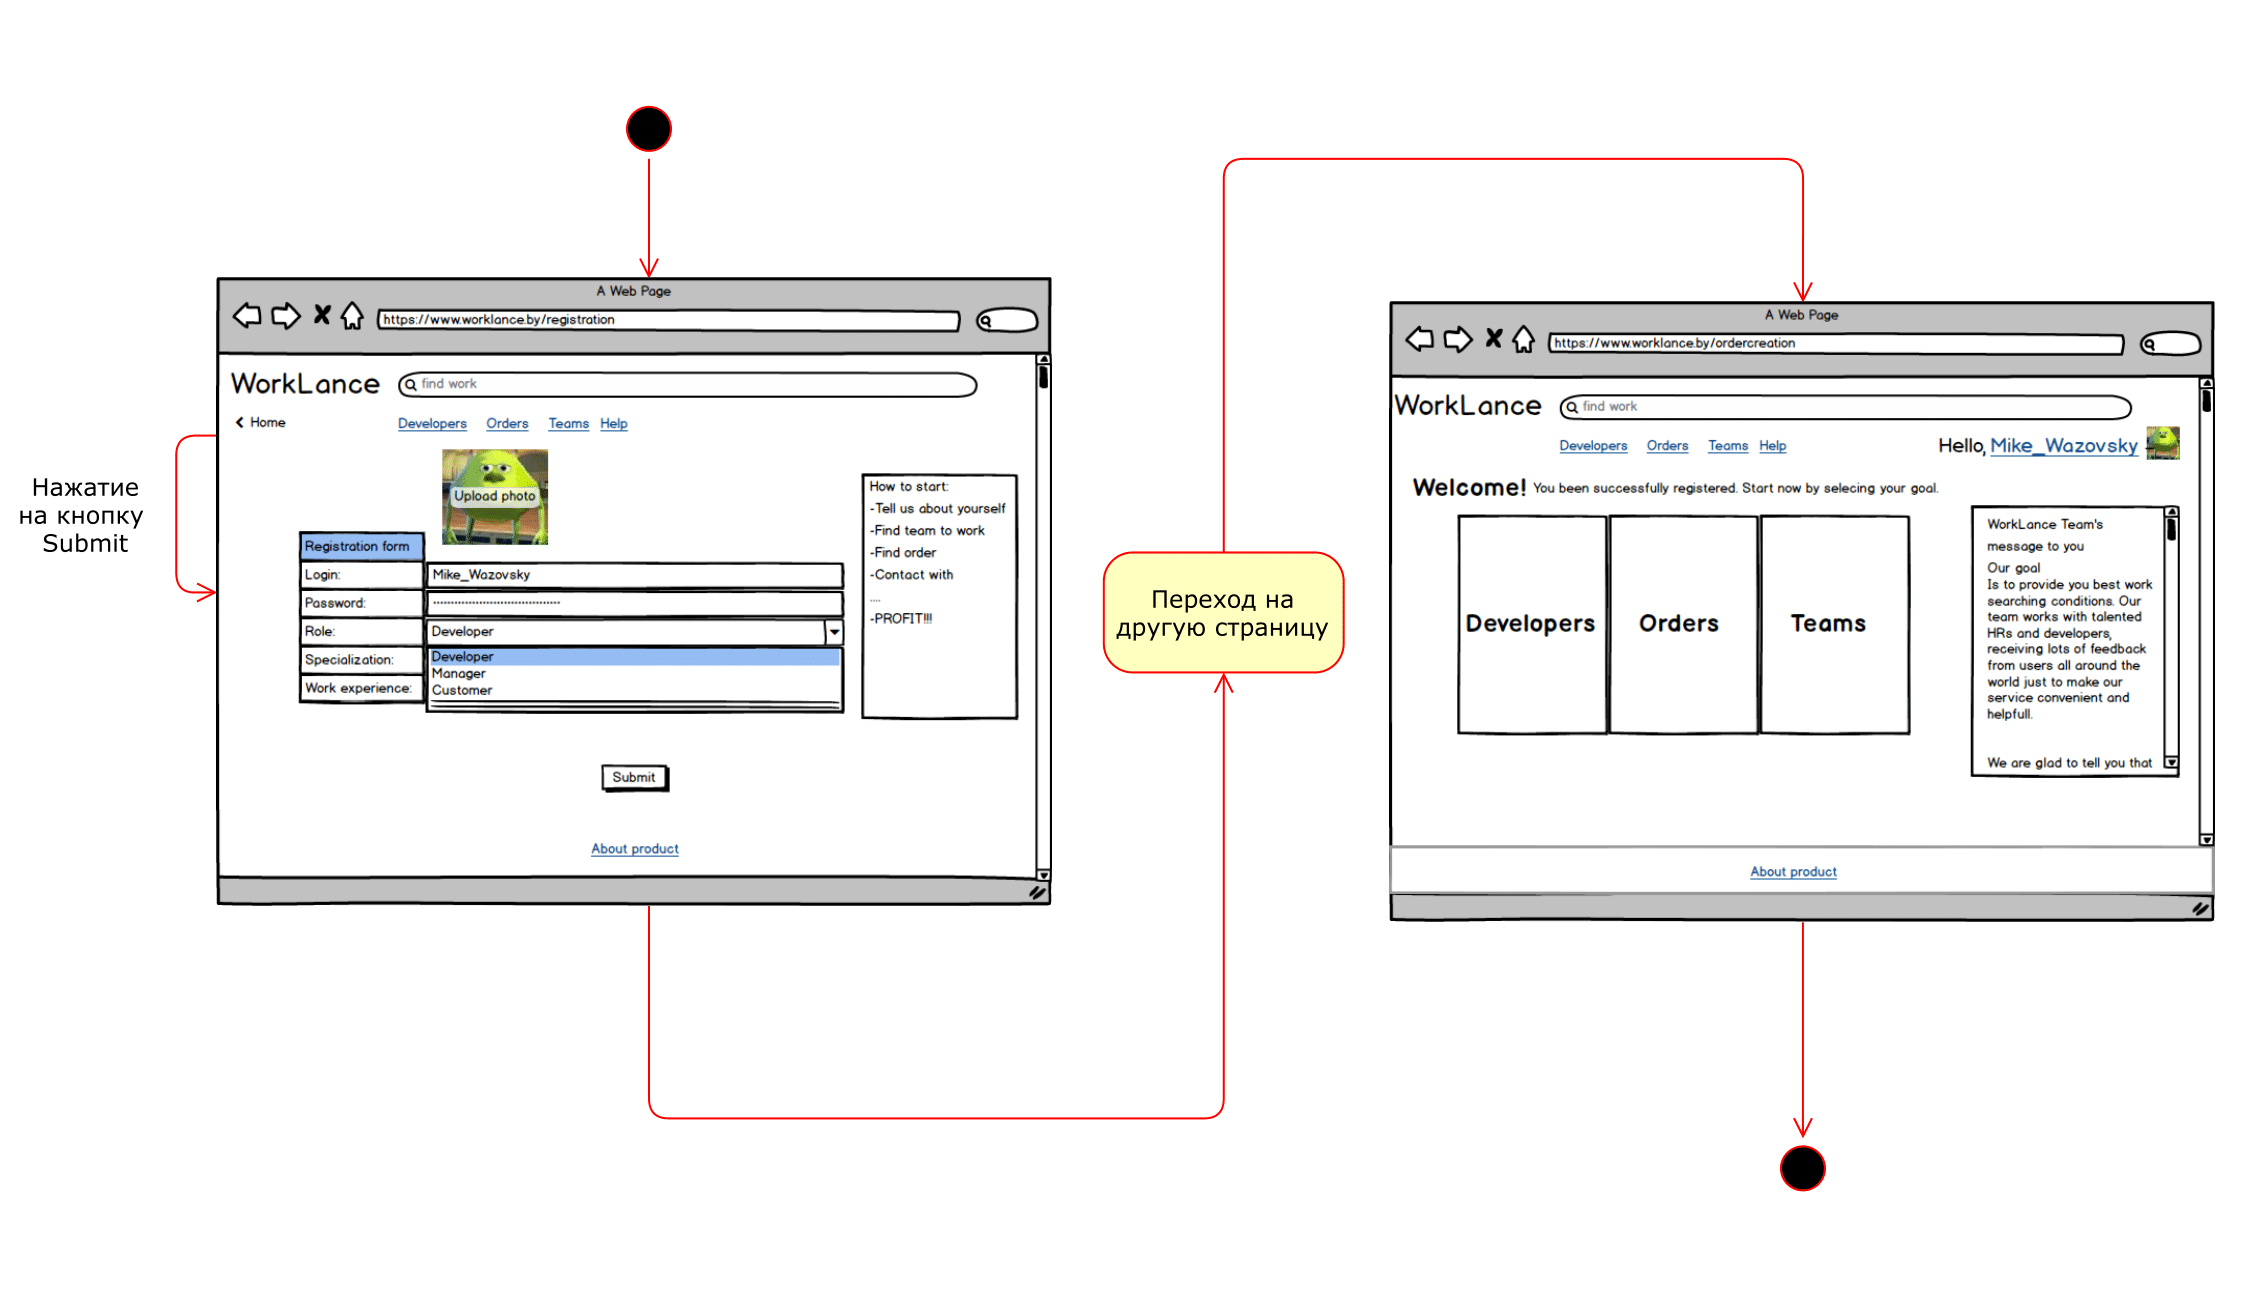 Нажатие
на кнопку
Submit
A Web Page
https://www.worklance.by/registration
WorkLance
find work
Home
Developers Orders Teams Help
Upload photo
Registration form
Login: Mike_Wazovsky
Password:
Role: Developer
Specialization:
Work experience:
Developer
Manager
Customer
How to start:
-Tell us about yourself
-Find team to work
-Find order
-Contact with
....
-PROFIT!!!
Submit
About product
Переход на
другую страницу
A Web Page
https://www.worklance.by/ordercreation
WorkLance
find work
Developers Orders Teams Help
Hello, Mike_Wazovsky
Welcome! You been successfully registered. Start now by selecing your goal.
Developers
Orders
Teams
WorkLance Team's
message to you
Our goal
Is to provide you best work
searching conditions. Our
team works with talented
HRs and developers,
receiving lots of feedback
from users all around the
world just to make our
service convenient and
helpfull.
We are glad to tell you that
About product